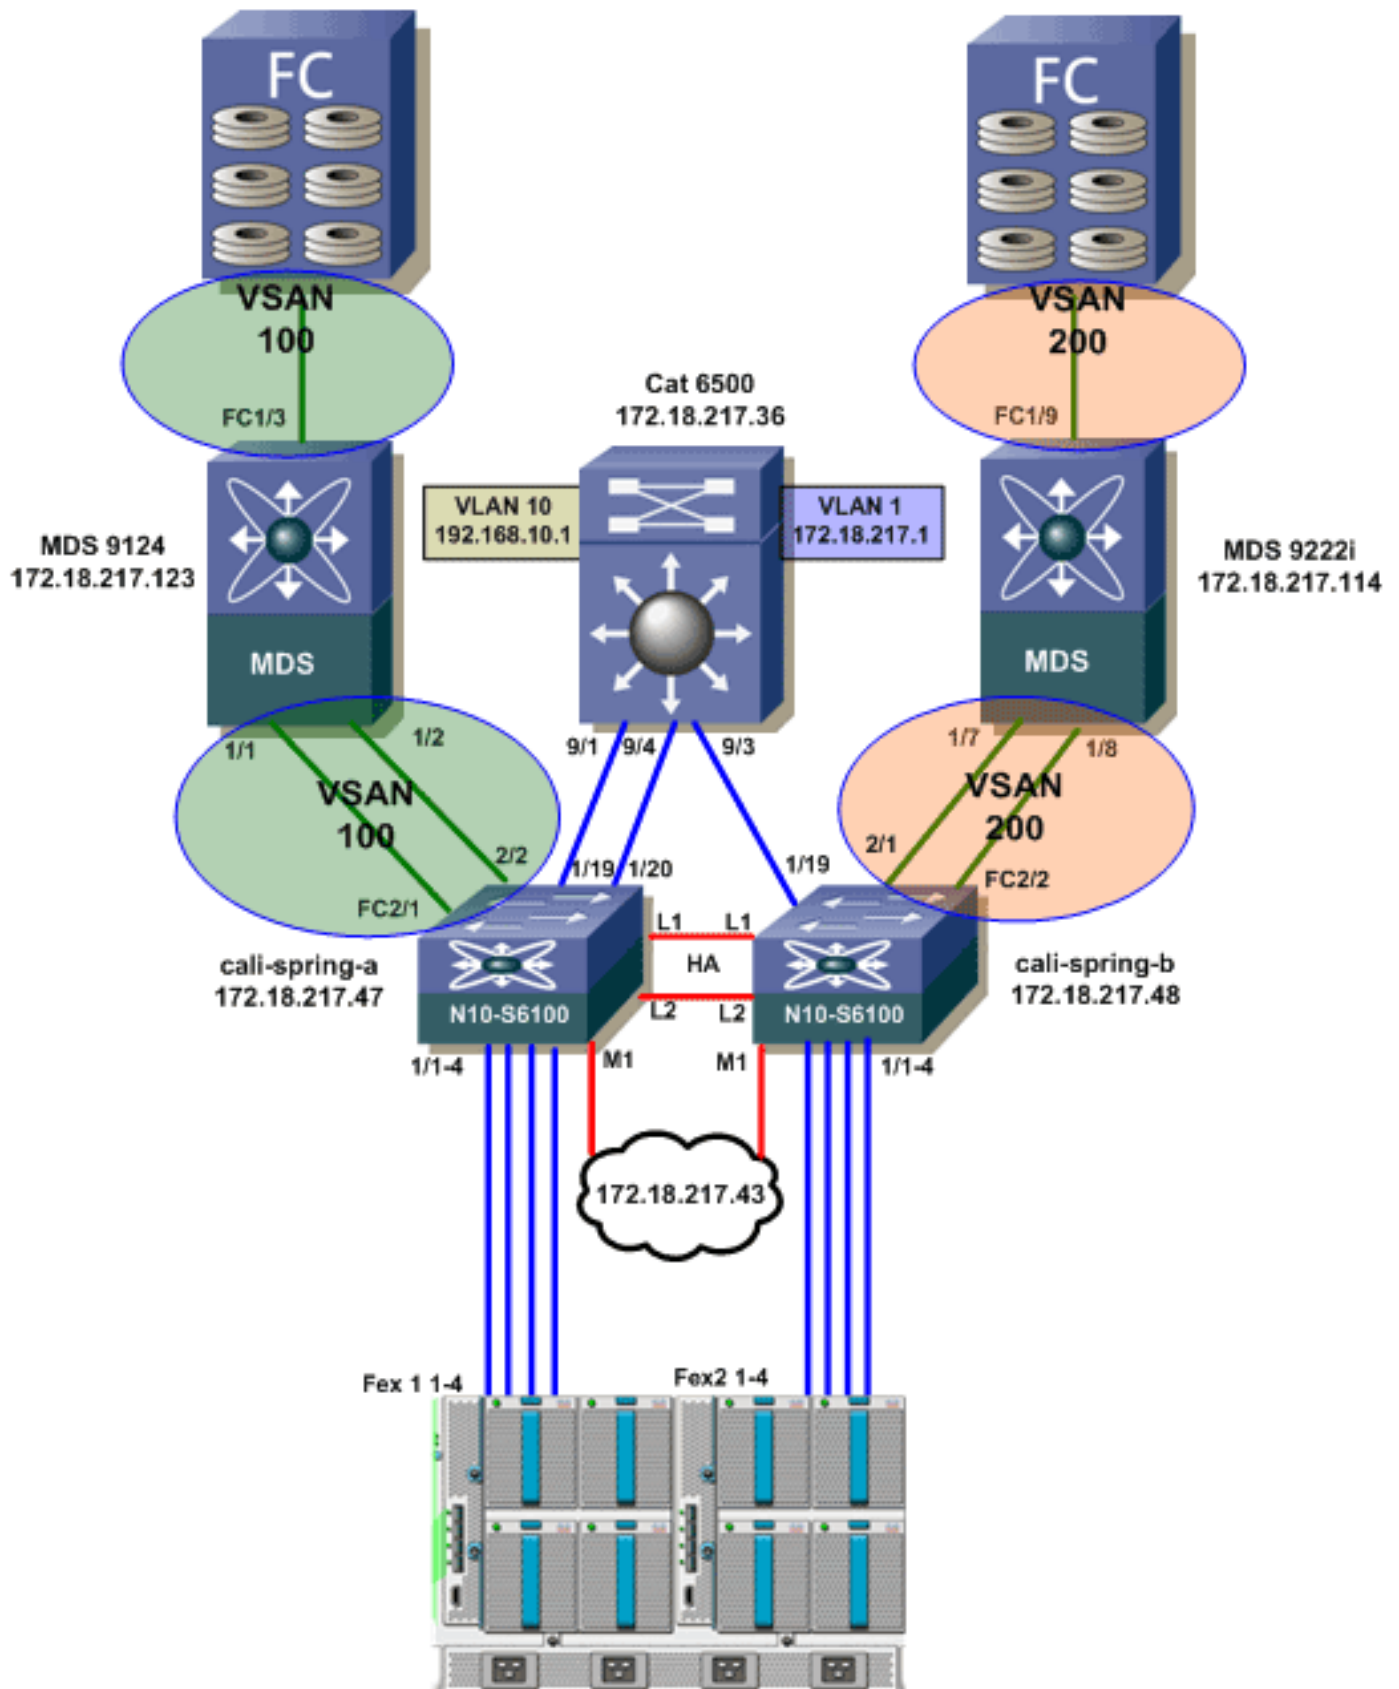 FC
FC
VSAN
100
VSAN
200
FC1/3
FC1/9
Cat 6500
172.18.217.36
VLAN 10
192.168.10.1
VLAN 1
172.18.217.1
MDS 9124
172.18.217.123
MDS 9222i
172.18.217.114
MDS
MDS
1/1
1/2
9/1
9/4
9/3
1/7
1/8
VSAN
100
VSAN
200
2/2
FC2/1
1/19
1/20
1/19
2/1
FC2/2
L1
L1
HA
L2
L2
cali-spring-a
172.18.217.47
cali-spring-b
172.18.217.48
N10-S6100
N10-S6100
1/1-4
M1
M1
1/1-4
172.18.217.43
Fex 1 1-4
Fex2 1-4